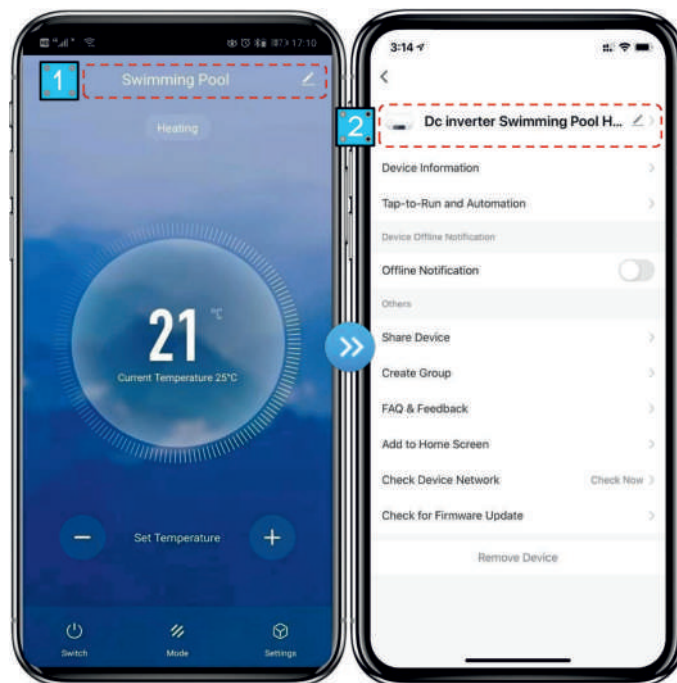 17:10
1
Swimming Pool
Heating
21 °C
Current Temperature 25°C
Set Temperature
Switch
Mode
Settings
3:14
2
Dc inverter Swimming Pool H...
Device Information
Tap-to-Run and Automation
Device Offline Notification
Offline Notification
Others
Share Device
Create Group
FAQ & Feedback
Add to Home Screen
Check Device Network Check Now
Check for Firmware Update
Remove Device